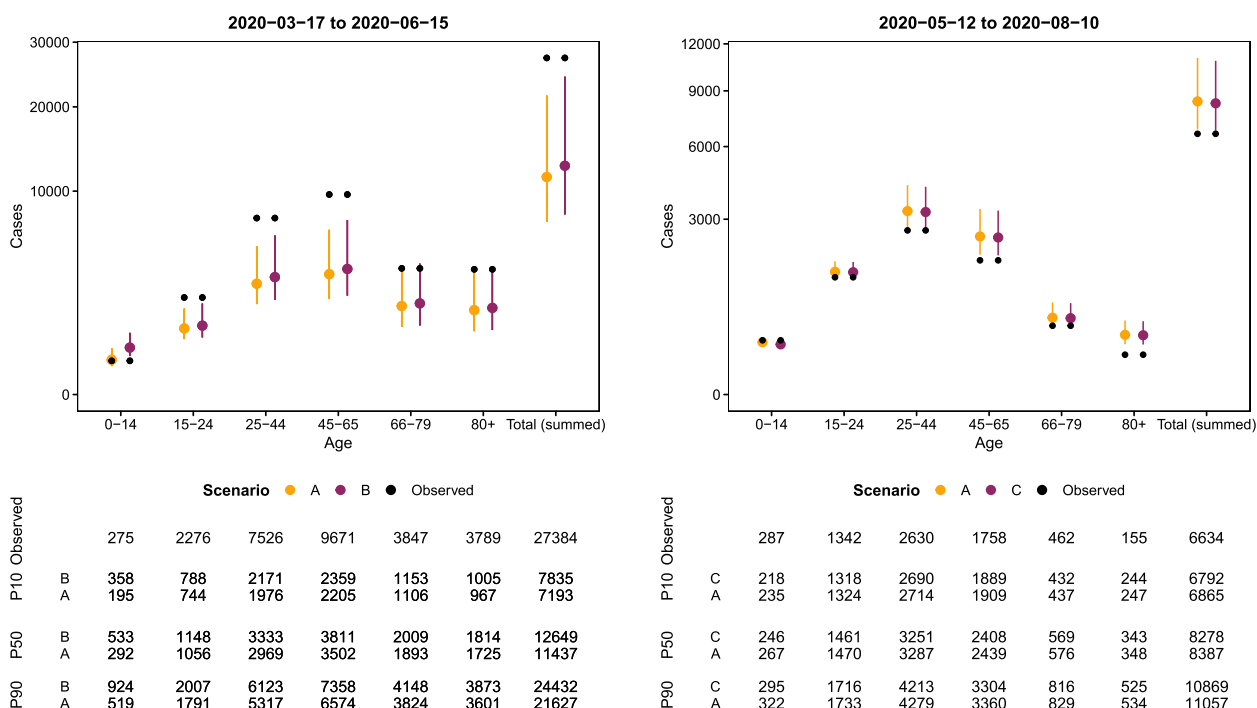 2020−03−17 to 2020−06−15
30000
20000
10000
0
Cases
0−14 15−24 25−44 45−65 66−79 80+ Total (summed)
Age
Scenario A B Observed
Observed 275 2276 7526 9671 3847 3789 27384
P10
B 358 788 2171 2359 1153 1005 7835
A 195 744 1976 2205 1106 967 7193
P50
B 533 1148 3333 3811 2009 1814 12649
A 292 1056 2969 3502 1893 1725 11437
P90
B 924 2007 6123 7358 4148 3873 24432
A 519 1791 5317 6574 3824 3601 21627
2020−05−12 to 2020−08−10
12000
9000
6000
3000
0
Cases
0−14 15−24 25−44 45−65 66−79 80+ Total (summed)
Age
Scenario A C Observed
Observed 287 1342 2630 1758 462 155 6634
P10
C 218 1318 2690 1889 432 244 6792
A 235 1324 2714 1909 437 247 6865
P50
C 246 1461 3251 2408 569 343 8278
A 267 1470 3287 2439 576 348 8387
P90
C 295 1716 4213 3304 816 525 10869
A 322 1733 4279 3360 829 534 11057